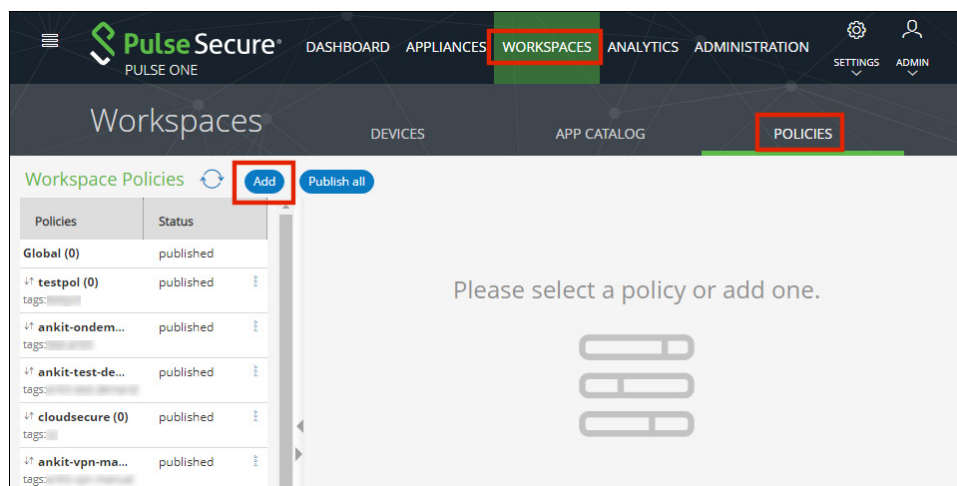 Pulse Secure®
PULSE ONE
DASHBOARD APPLIANCES WORKSPACES ANALYTICS ADMINISTRATION
SETTINGS ADMIN
Workspaces
DEVICES APP CATALOG POLICIES
Workspace Policies Add Publish all
Policies Status
Global (0) published
testpol (0) published
tags:
ankit-ondem... published
tags:
ankit-test-de... published
tags:
cloudsecure (0) published
tags:
ankit-vpn-ma... published
tags:
Please select a policy or add one.